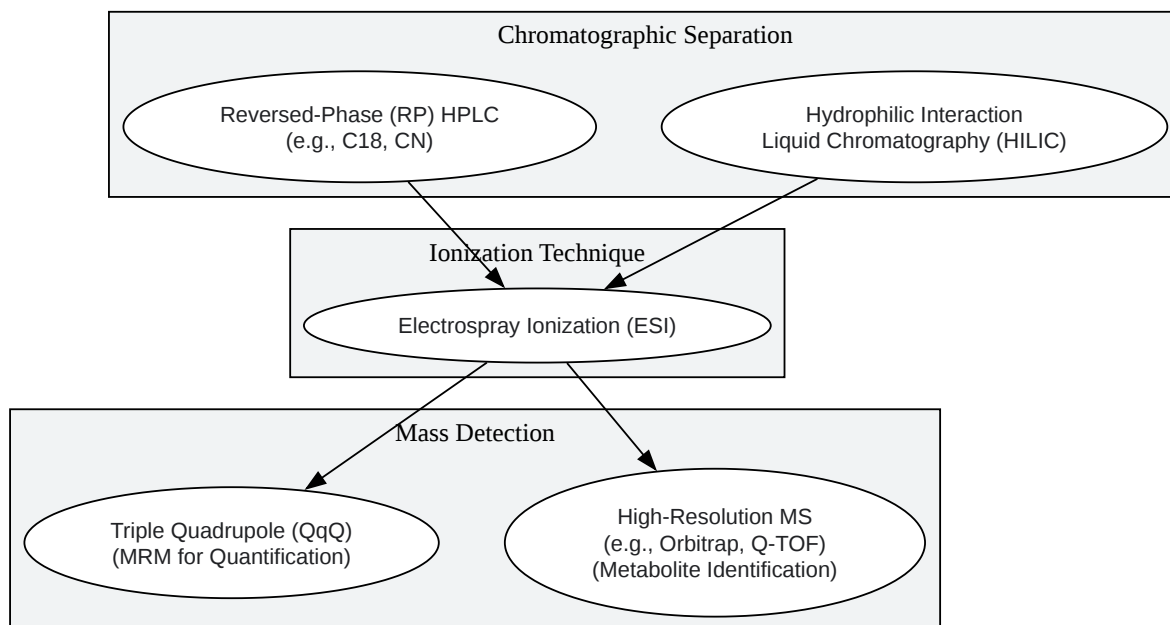 Chromatographic Separation
Reversed-Phase (RP) HPLC
(e.g., C18, CN)
Hydrophilic Interaction
Liquid Chromatography (HILIC)
Ionization Technique
Electrospray Ionization (ESI)
Mass Detection
Triple Quadrupole (QqQ)
(MRM for Quantification)
High-Resolution MS
(e.g., Orbitrap, Q-TOF)
(Metabolite Identification)